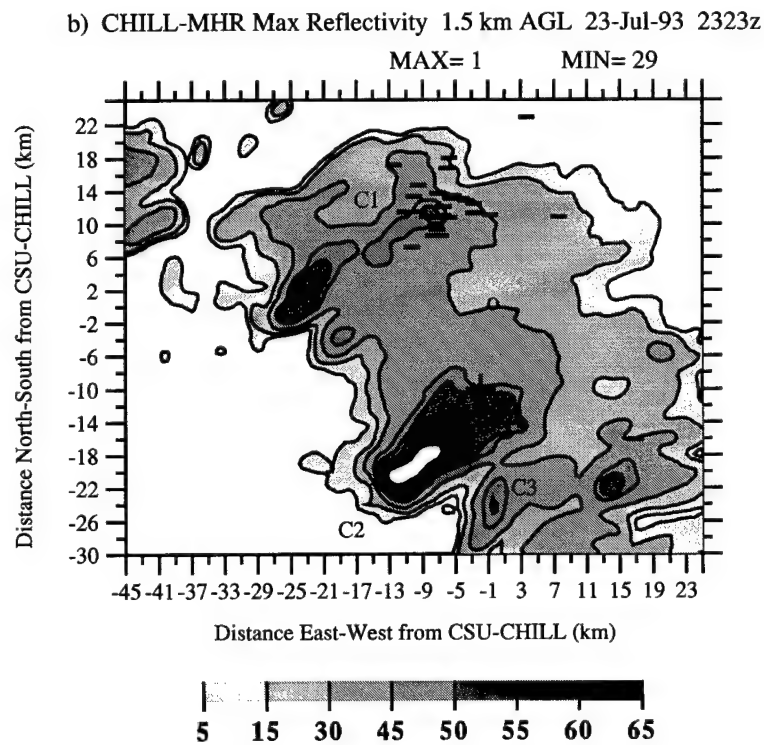 b) CHILL-MHR Max Reflectivity 1.5 km AGL 23-Jul-93 2323z
MAX= 1 MIN= 29
Distance North-South from CSU-CHILL (km)
22
18
14
10
6
2
-2
-6
-10
-14
-18
-22
-26
-30
C1
C3
C2
-45 -41 -37 -33 -29 -25 -21 -17 -13 -9 -5 -1 3 7 11 15 19 23
Distance East-West from CSU-CHILL (km)
5 15 30 45 50 55 60 65